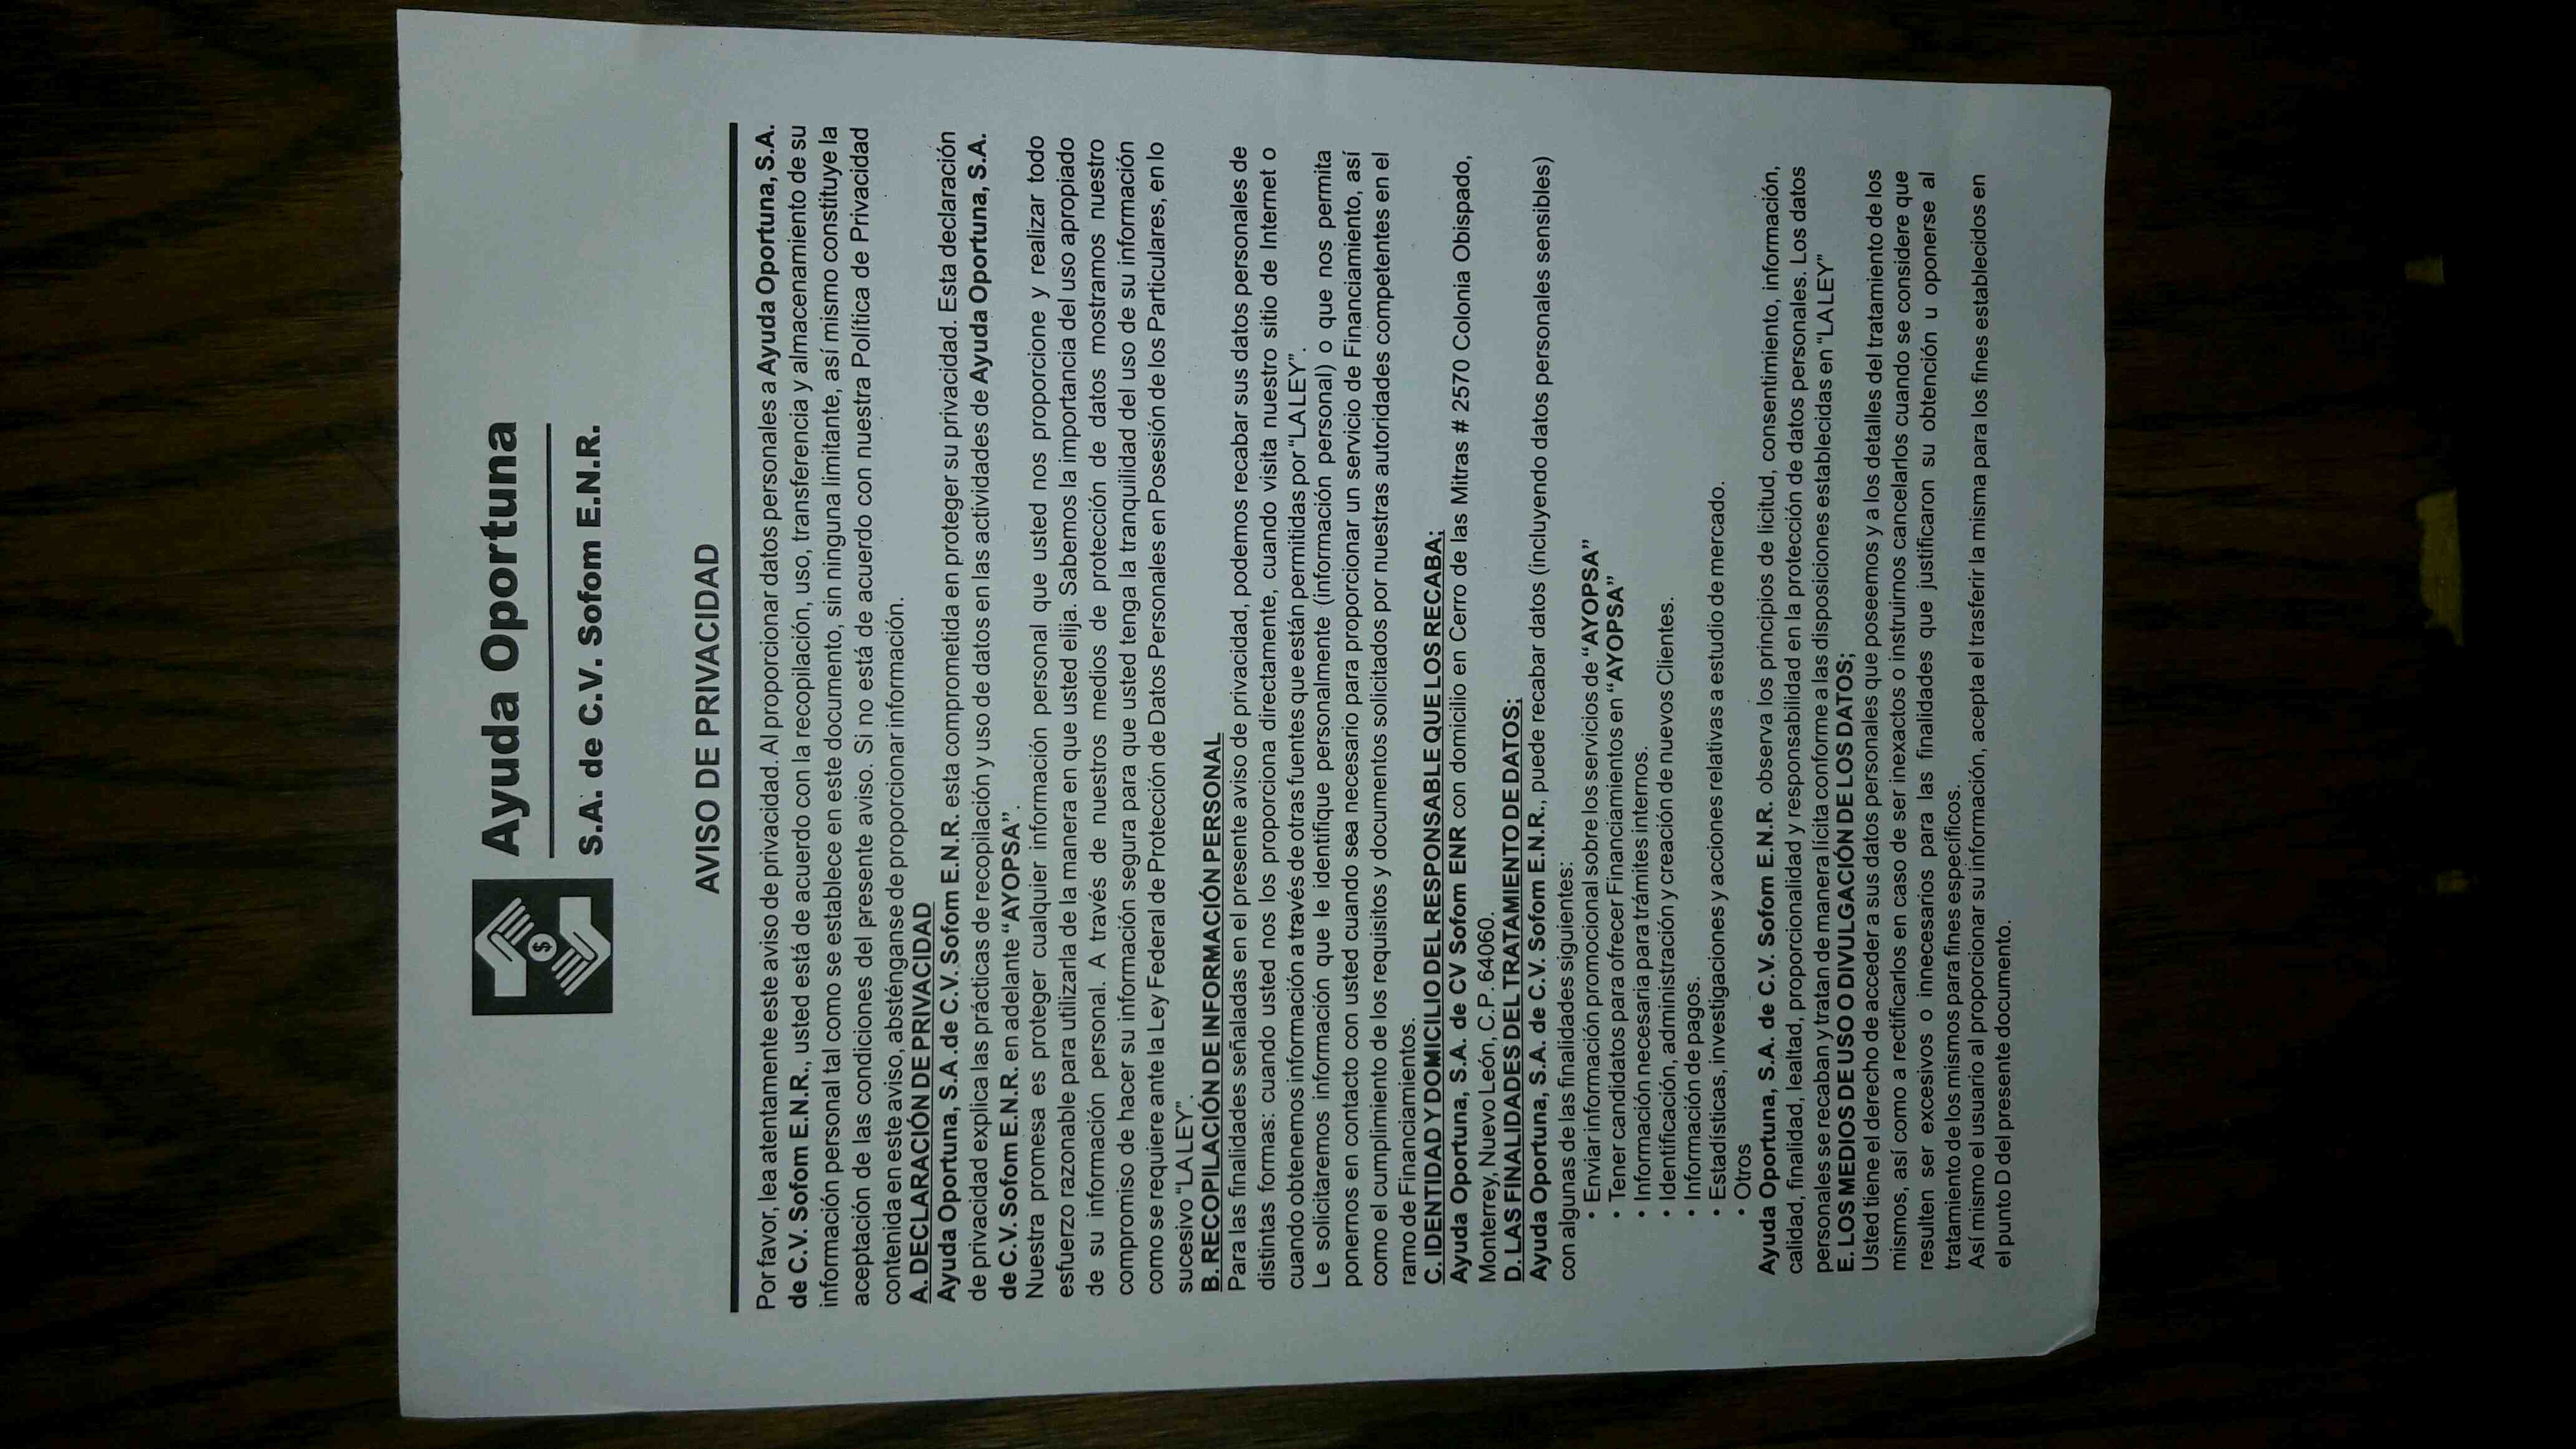 Ayuda Oportuna
S.A. de C.V. Sofom E.N.R.
$
AVISO DE PRIVACIDAD
Por favor, lea atentamente este aviso de privacidad. Al proporcionar datos personales a Ayuda Oportuna, S.A.
de C.V. Sofom E.N.R., usted está de acuerdo con la recopilación, uso, transferencia y almacenamiento de su
información personal tal como se establece en este documento, sin ninguna limitante, así mismo constituye la
aceptación de las condiciones del presente aviso. Si no está de acuerdo con nuestra Política de Privacidad
contenida en este aviso, absténganse de proporcionar información.
A. DECLARACIÓN DE PRIVACIDAD
Ayuda Oportuna, S.A. de C.V. Sofom E.N.R. esta comprometida en proteger su privacidad. Esta declaración
de privacidad explica las prácticas de recopilación y uso de datos en las actividades de Ayuda Oportuna, S.A.
de C.V. Sofom E.N.R. en adelante "AYOPSA".
Nuestra promesa es proteger cualquier información personal que usted nos proporcione y realizar todo
esfuerzo razonable para utilizarla de la manera en que usted elija. Sabemos la importancia del uso apropiado
de su información personal. A través de nuestros medios de protección de datos mostramos nuestro
compromiso de hacer su información segura para que usted tenga la tranquilidad del uso de su información
como se requiere ante la Ley Federal de Protección de Datos Personales en Posesión de los Particulares, en lo
sucesivo "LA LEY".
B. RECOPILACIÓN DE INFORMACIÓN PERSONAL
Para las finalidades señaladas en el presente aviso de privacidad, podemos recabar sus datos personales de
distintas formas: cuando usted nos los proporciona directamente, cuando visita nuestro sitio de Internet o
cuando obtenemos información a través de otras fuentes que están permitidas por "LA LEY".
Le solicitaremos información que le identifique personalmente (información personal) o que nos permita
ponernos en contacto con usted cuando sea necesario para proporcionar un servicio de Financiamiento, así
como el cumplimiento de los requisitos y documentos solicitados por nuestras autoridades competentes en el
ramo de Financiamientos.
C. IDENTIDAD Y DOMICILIO DEL RESPONSABLE QUE LOS RECABA;
Ayuda Oportuna, S.A. de CV Sofom ENR con domicilio en Cerro de las Mitras # 2570 Colonia Obispado,
Monterrey, Nuevo León, C.P. 64060.
D. LAS FINALIDADES DEL TRATAMIENTO DE DATOS;
Ayuda Oportuna, S.A. de C.V. Sofom E.N.R., puede recabar datos (incluyendo datos personales sensibles)
con algunas de las finalidades siguientes:
• Enviar información promocional sobre los servicios de "AYOPSA"
• Tener candidatos para ofrecer Financiamientos en "AYOPSA"
• Información necesaria para trámites internos.
• Identificación, administración y creación de nuevos Clientes.
• Información de pagos.
• Estadísticas, investigaciones y acciones relativas a estudio de mercado.
• Otros
Ayuda Oportuna, S.A. de C.V. Sofom E.N.R. observa los principios de licitud, consentimiento, información,
calidad, finalidad, lealtad, proporcionalidad y responsabilidad en la protección de datos personales. Los datos
personales se recaban y tratan de manera lícita conforme a las disposiciones establecidas en "LA LEY"
E. LOS MEDIOS DE USO O DIVULGACIÓN DE LOS DATOS;
Usted tiene el derecho de acceder a sus datos personales que poseemos y a los detalles del tratamiento de los
mismos, así como a rectificarlos en caso de ser inexactos o instruirnos cancelarlos cuando se considere que
resulten ser excesivos o innecesarios para las finalidades que justificaron su obtención u oponerse al
tratamiento de los mismos para fines específicos.
Así mismo el usuario al proporcionar su información, acepta el trasferir la misma para los fines establecidos en
el punto D del presente documento.